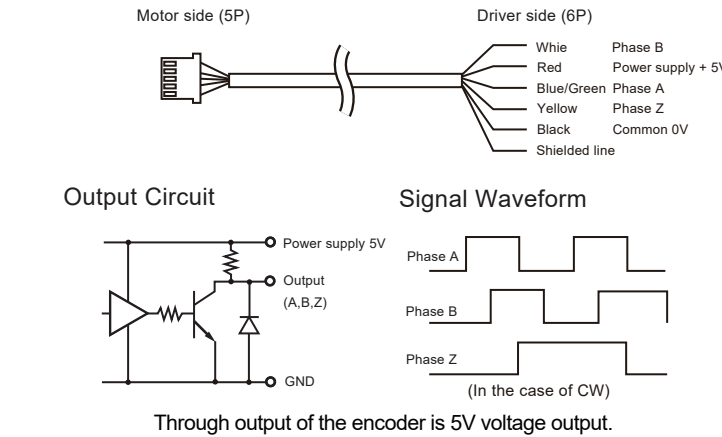 Motor side (5P)
Driver side (6P)
Whie Phase B
Red Power supply + 5V
Blue/Green Phase A
Yellow Phase Z
Black Common 0V
Shielded line
Output Circuit
Power supply 5V
Output
(A,B,Z)
GND
Signal Waveform
Phase A
Phase B
Phase Z
(In the case of CW)
Through output of the encoder is 5V voltage output.